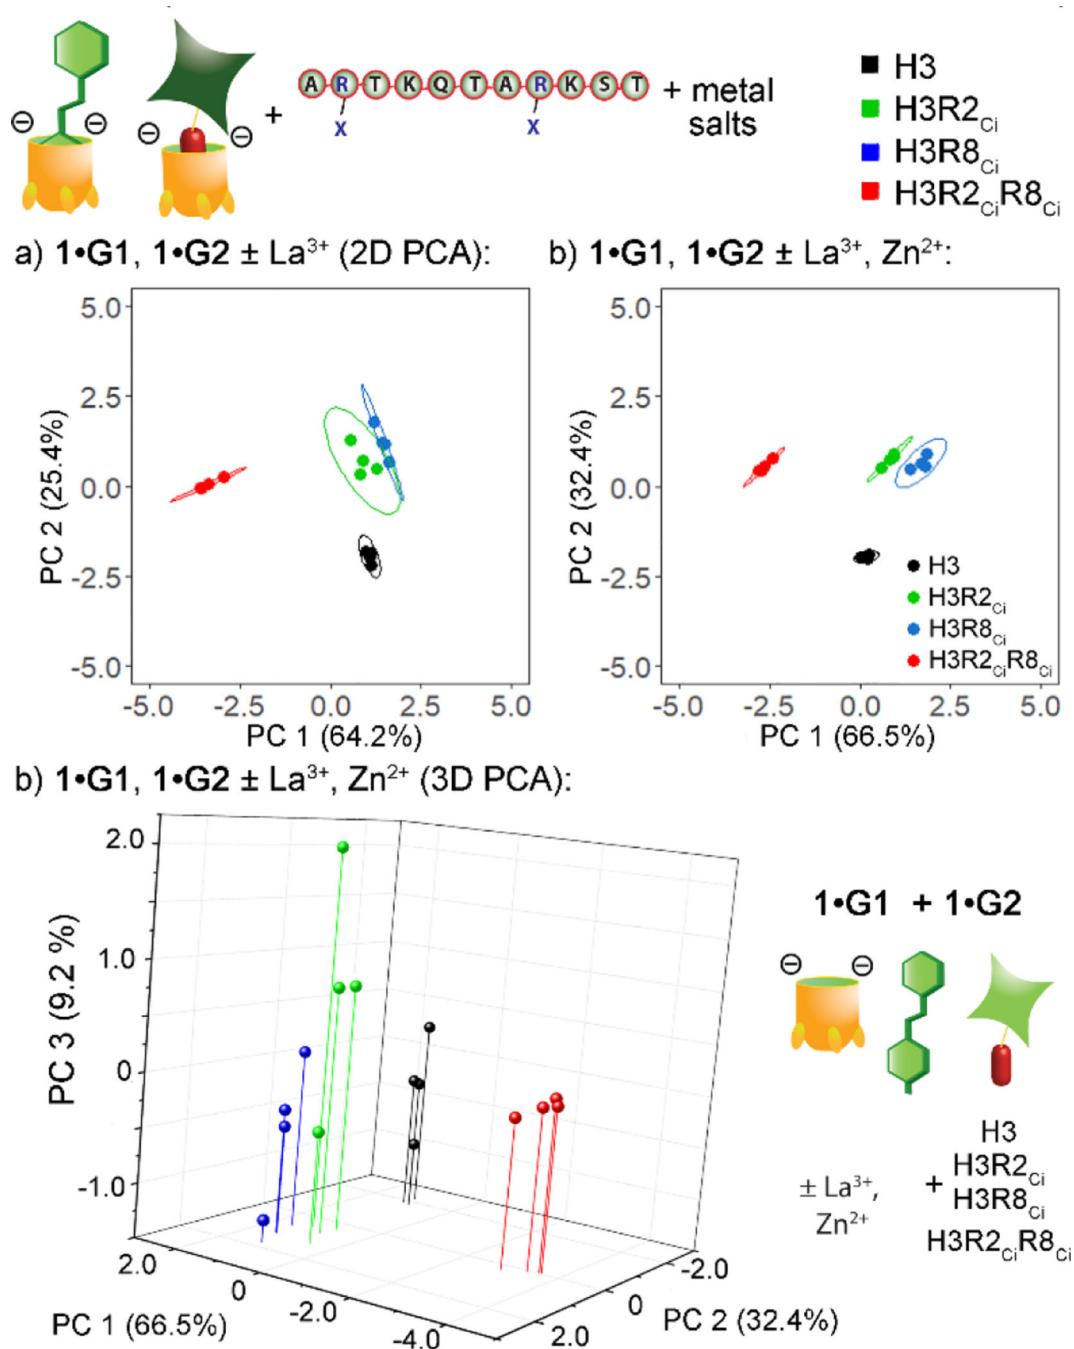 A R T K Q T A R K S T
X X
+
+ metal
salts
H3
H3R2Ci
H3R8Ci
H3R2CiR8Ci
a) 1•G1, 1•G2 ± La³⁺ (2D PCA):
b) 1•G1, 1•G2 ± La³⁺, Zn²⁺:
5.0
2.5
0.0
-2.5
-5.0
PC 2 (25.4%)
-5.0 -2.5 0.0 2.5 5.0
PC 1 (64.2%)
5.0
2.5
0.0
-2.5
-5.0
PC 2 (32.4%)
H3
H3R2Ci
H3R8Ci
H3R2CiR8Ci
-5.0 -2.5 0.0 2.5 5.0
PC 1 (66.5%)
b) 1•G1, 1•G2 ± La³⁺, Zn²⁺ (3D PCA):
2.0
1.0
0
-1.0
PC 3 (9.2 %)
2.0 0 -2.0 -4.0
PC 1 (66.5%)
2.0 0 -2.0
PC 2 (32.4%)
1•G1 + 1•G2
± La³⁺,
Zn²⁺
+
H3
H3R2Ci
H3R8Ci
H3R2CiR8Ci